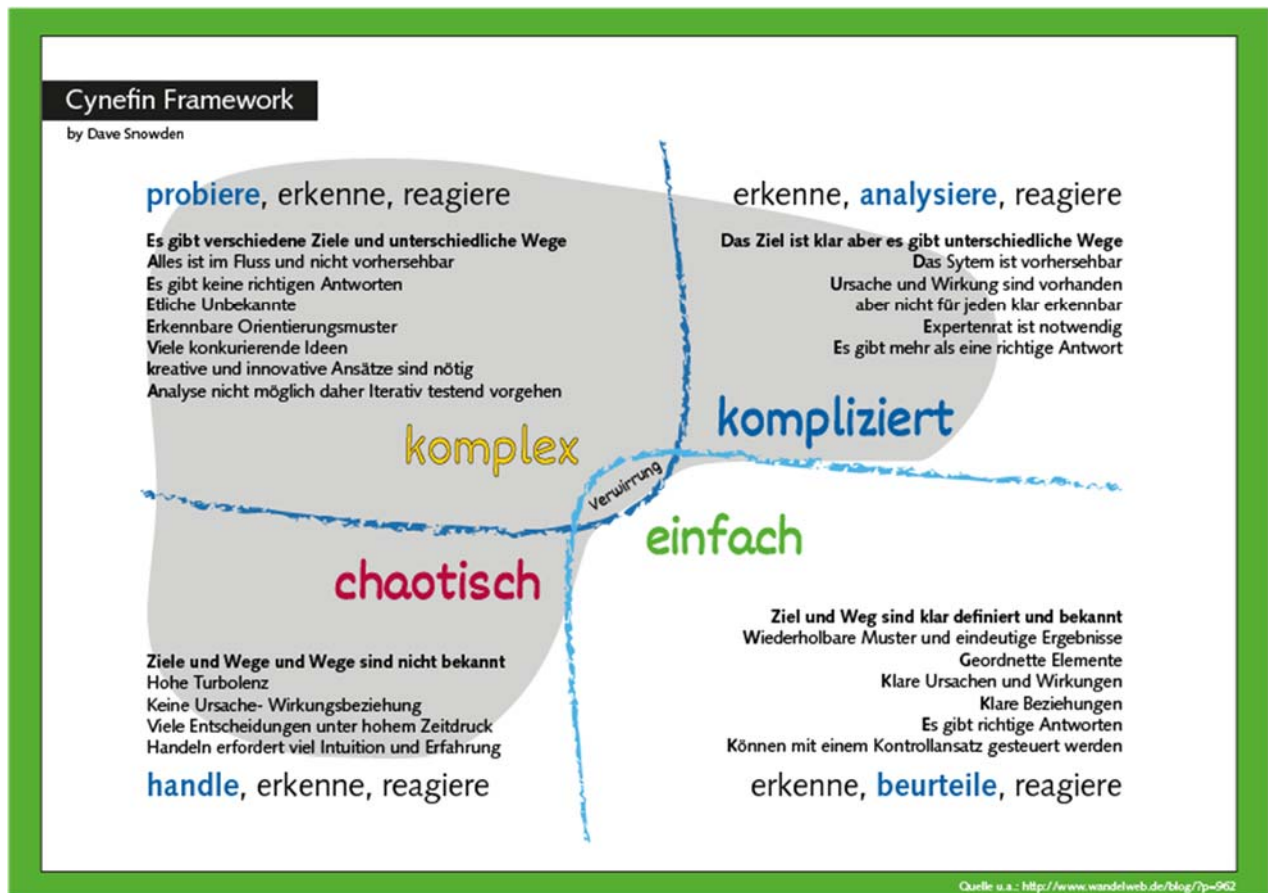 Cynefin Framework
by Dave Snowden
probiere, erkenne, reagiere
Es gibt verschiedene Ziele und unterschiedliche Wege
Alles ist im Fluss und nicht vorhersehbar
Es gibt keine richtigen Antworten
Etliche Unbekannte
Erkennbare Orientierungsmuster
Viele konkurierende Ideen
kreative und innovative Ansätze sind nötig
Analyse nicht möglich daher Iterativ testend vorgehen
komplex
erkenne, analysiere, reagiere
Das Ziel ist klar aber es gibt unterschiedliche Wege
Das Sytem ist vorhersehbar
Ursache und Wirkung sind vorhanden
aber nicht für jeden klar erkennbar
Expertenrat ist notwendig
Es gibt mehr als eine richtige Antwort
kompliziert
Verwirrung
chaotisch
Ziele und Wege und Wege sind nicht bekannt
Hohe Turbolenz
Keine Ursache- Wirkungsbeziehung
Viele Entscheidungen unter hohem Zeitdruck
Handeln erfordert viel Intuition und Erfahrung
handle, erkenne, reagiere
einfach
Ziel und Weg sind klar definiert und bekannt
Wiederholbare Muster und eindeutige Ergebnisse
Geordnette Elemente
Klare Ursachen und Wirkungen
Klare Beziehungen
Es gibt richtige Antworten
Können mit einem Kontrollansatz gesteuert werden
erkenne, beurteile, reagiere
Quelle u.a.: http://www.wandelweb.de/blog/?p=962